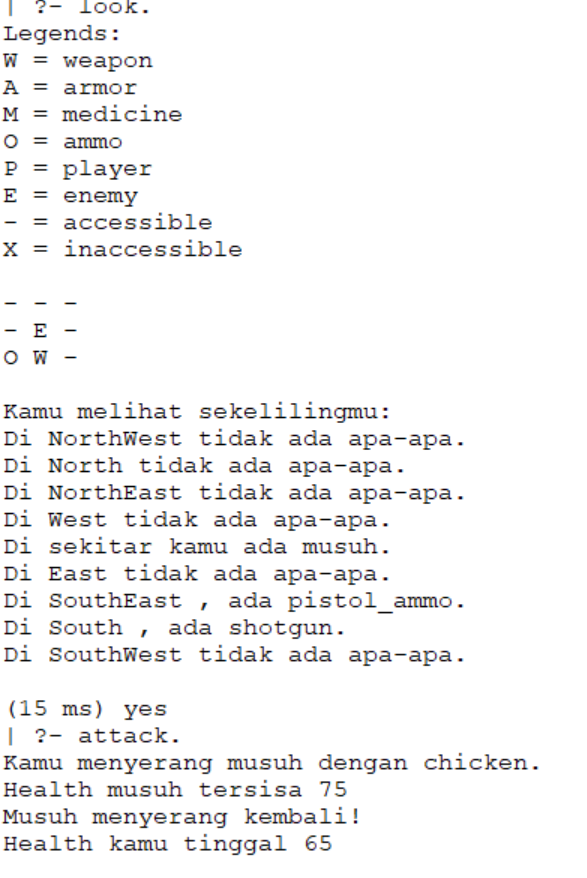 | ?- look.
Legends:
W = weapon
A = armor
M = medicine
O = ammo
P = player
E = enemy
- = accessible
X = inaccessible
- - -
- E -
O W -
Kamu melihat sekelilingmu:
Di NorthWest tidak ada apa-apa.
Di North tidak ada apa-apa.
Di NorthEast tidak ada apa-apa.
Di West tidak ada apa-apa.
Di sekitar kamu ada musuh.
Di East tidak ada apa-apa.
Di SouthEast , ada pistol_ammo.
Di South , ada shotgun.
Di SouthWest tidak ada apa-apa.
(15 ms) yes
| ?- attack.
Kamu menyerang musuh dengan chicken.
Health musuh tersisa 75
Musuh menyerang kembali!
Health kamu tinggal 65